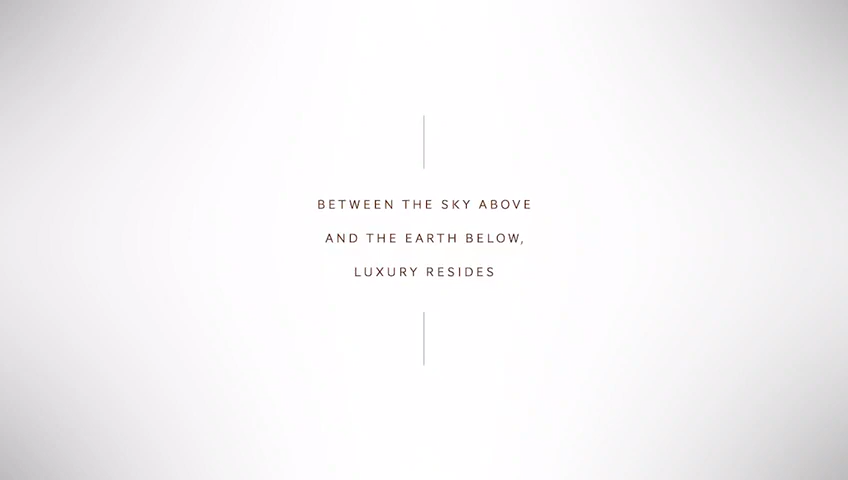 BETWEEN THE SKY ABOVE
AND THE EARTH BELOW,
LUXURY RESIDES